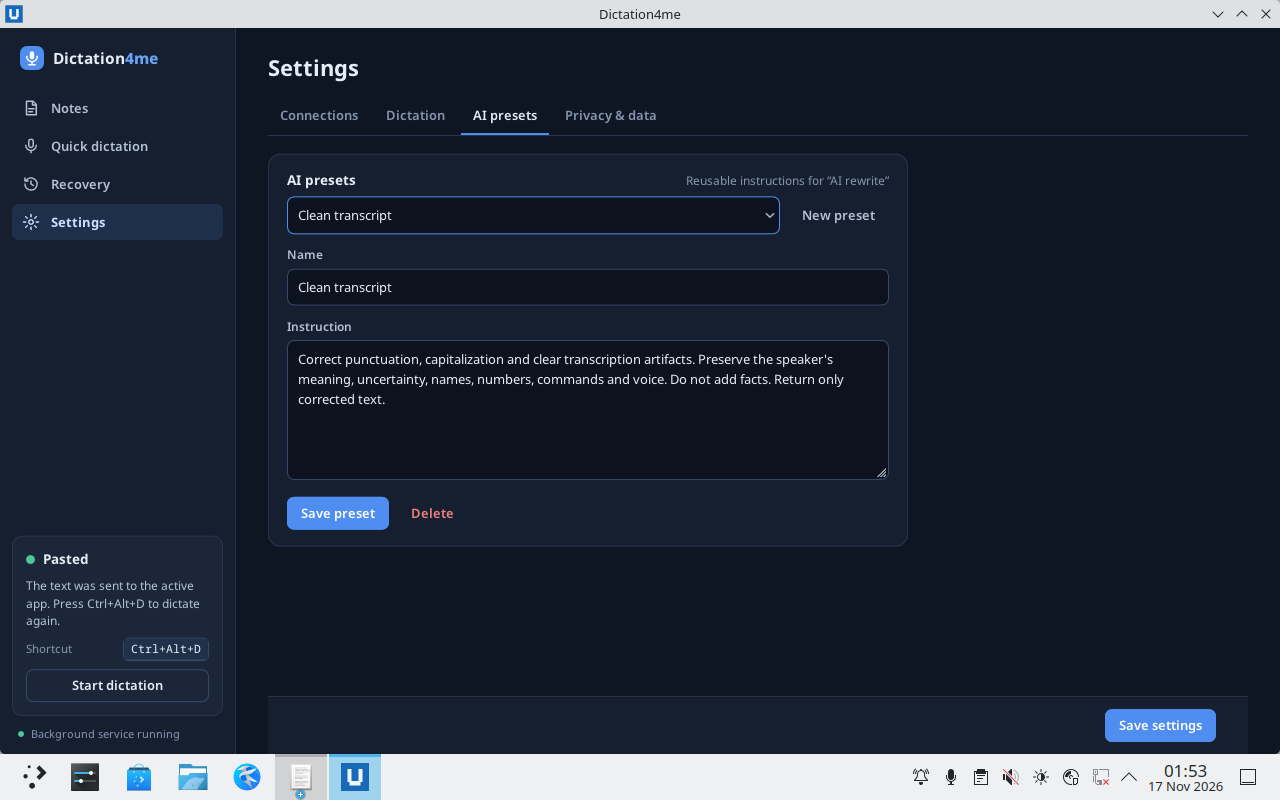 Dictation4me
Dictation4me
Notes
Quick dictation
Recovery
Settings
Pasted
The text was sent to the active
app. Press Ctrl+Alt+D to dictate
again.
Shortcut
Ctrl+Alt+D
Start dictation
Background service running
Settings
Connections
Dictation
AI presets
Privacy & data
AI presets
Reusable instructions for “AI rewrite”
Clean transcript
New preset
Name
Clean transcript
Instruction
Correct punctuation, capitalization and clear transcription artifacts. Preserve the speaker's
meaning, uncertainty, names, numbers, commands and voice. Do not add facts. Return only
corrected text.
Save preset
Delete
Save settings
01:53
17 Nov 2026